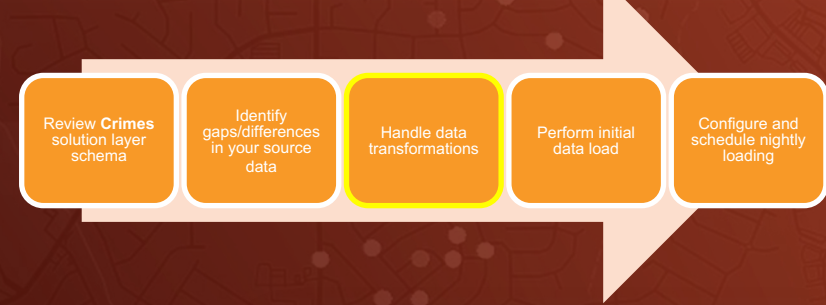 Review Crimes
solution layer
schema
Identify
gaps/differences
in your source
data
Handle data
transformations
Perform initial
data load
Configure and
schedule nightly
loading